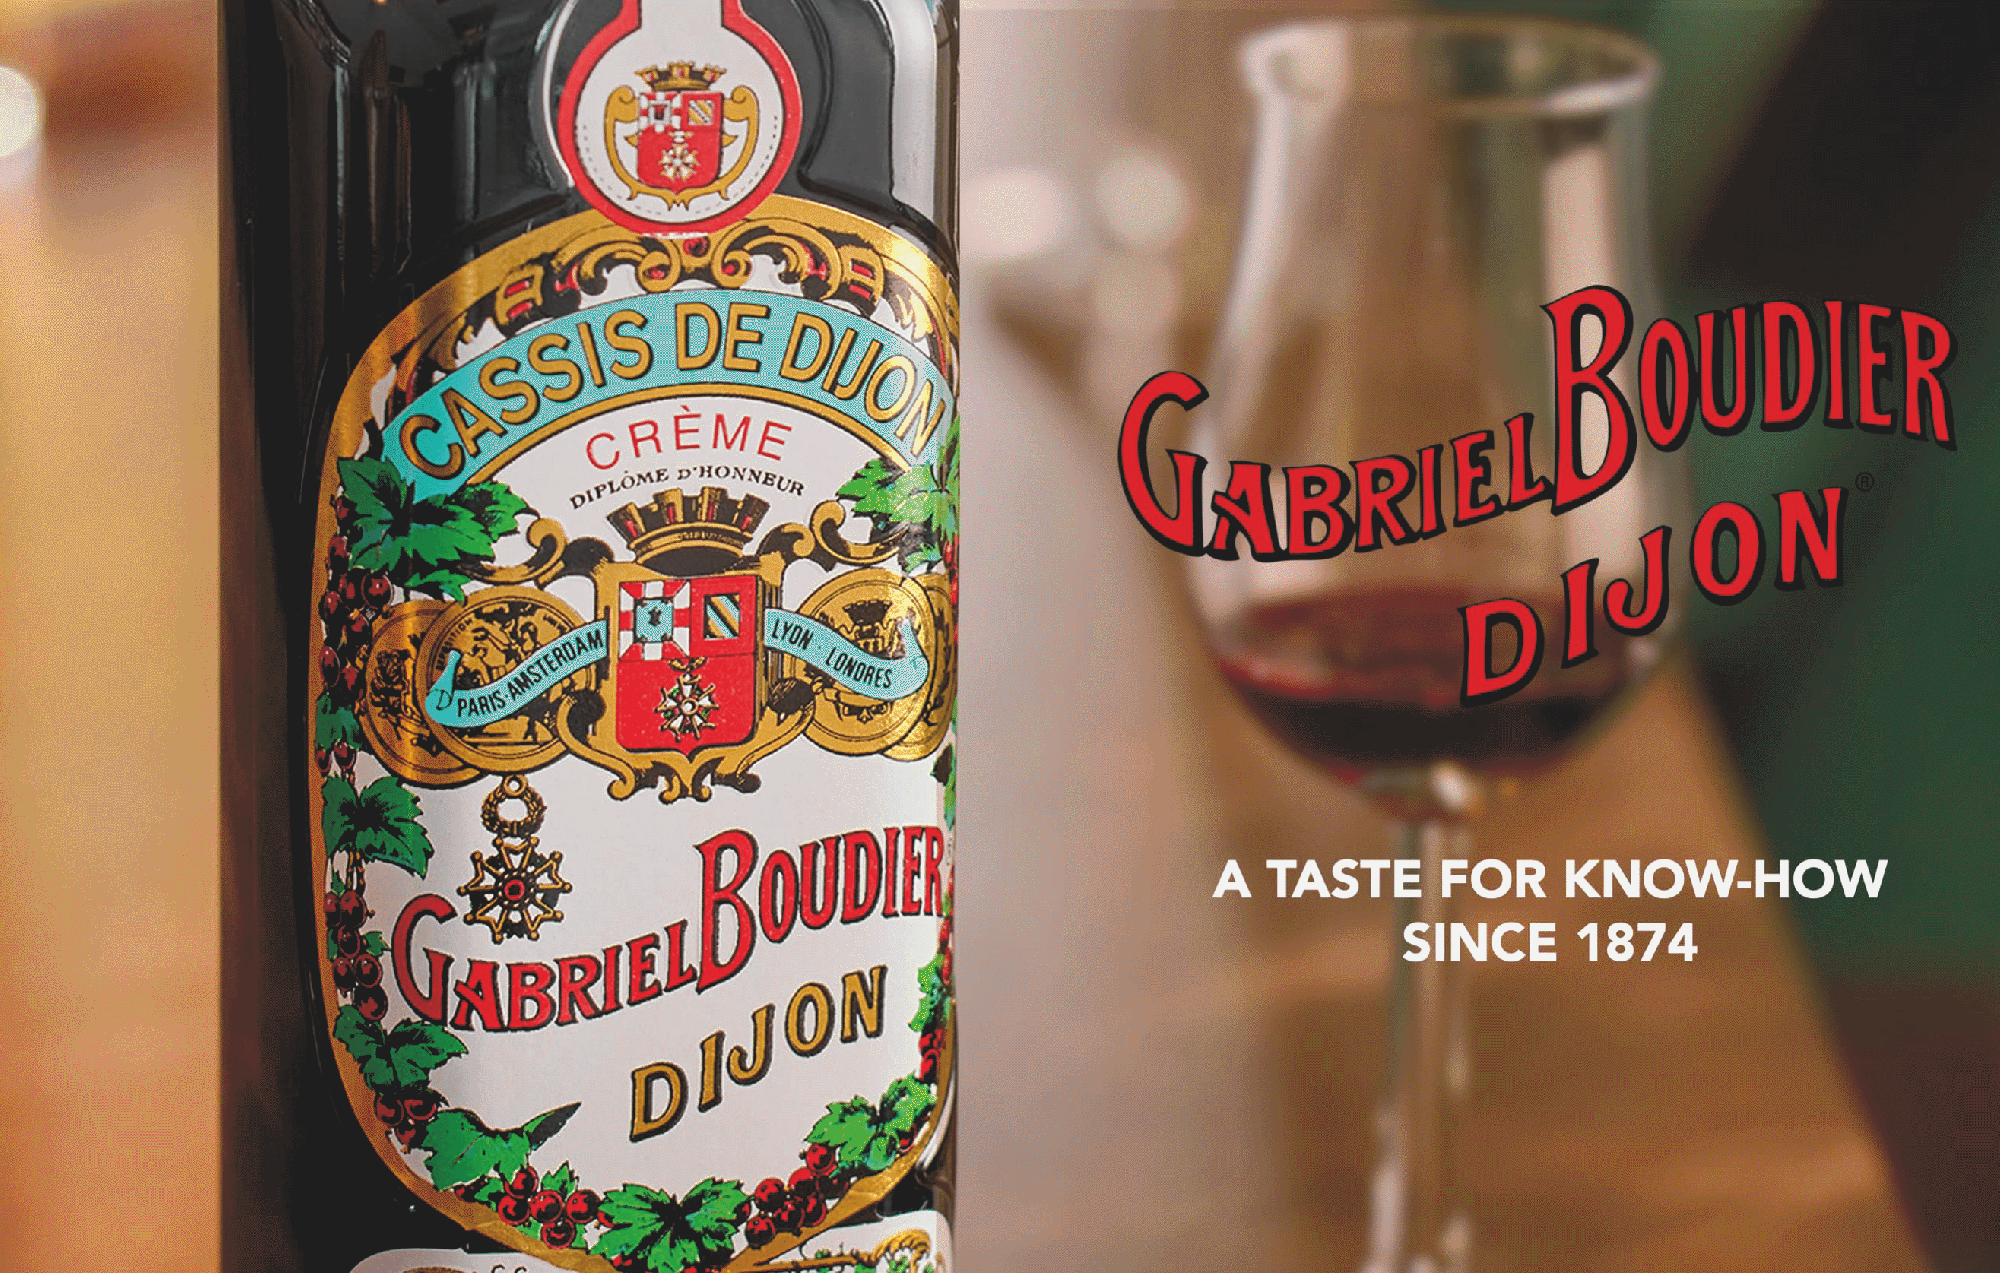 CASSIS DE DIJON
CRÈME
DIPLÔME D'HONNEUR
PARIS-AMSTERDAM
LYON - LONDRES
GABRIEL BOUDIER
DIJON
GABRIEL BOUDIER
DIJON ®
A TASTE FOR KNOW-HOW
SINCE 1874